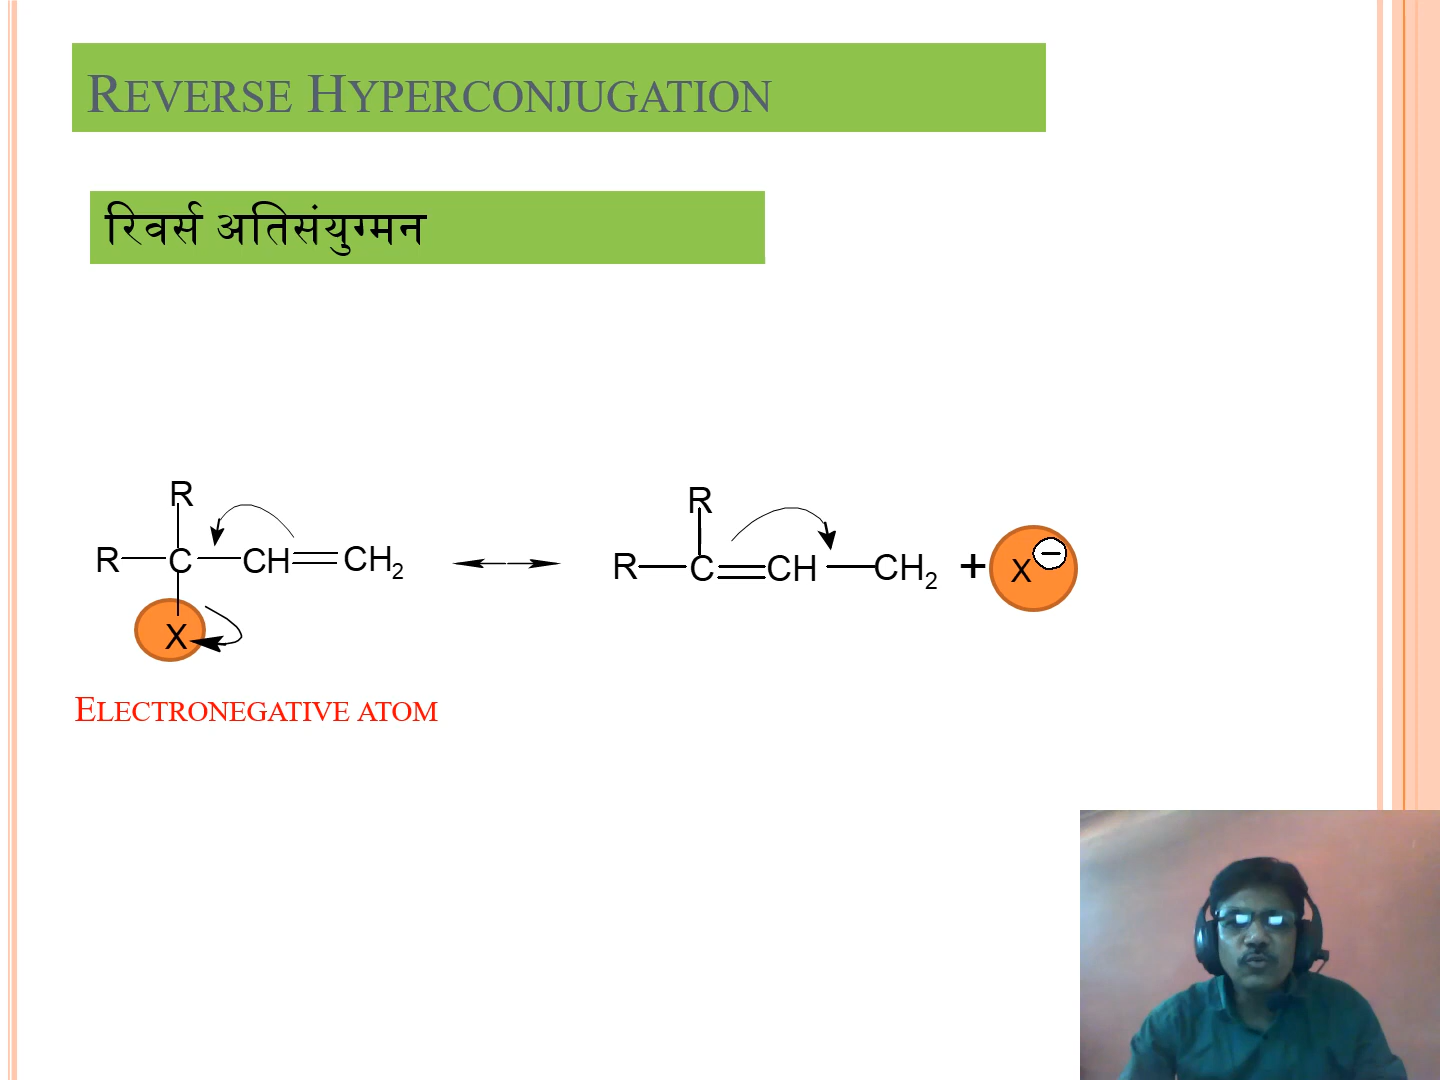 REVERSE HYPERCONJUGATION
रिवर्स अतिसंयुग्मन
R R
R C CH CH2 R C CH CH2 + X −
X
ELECTRONEGATIVE ATOM